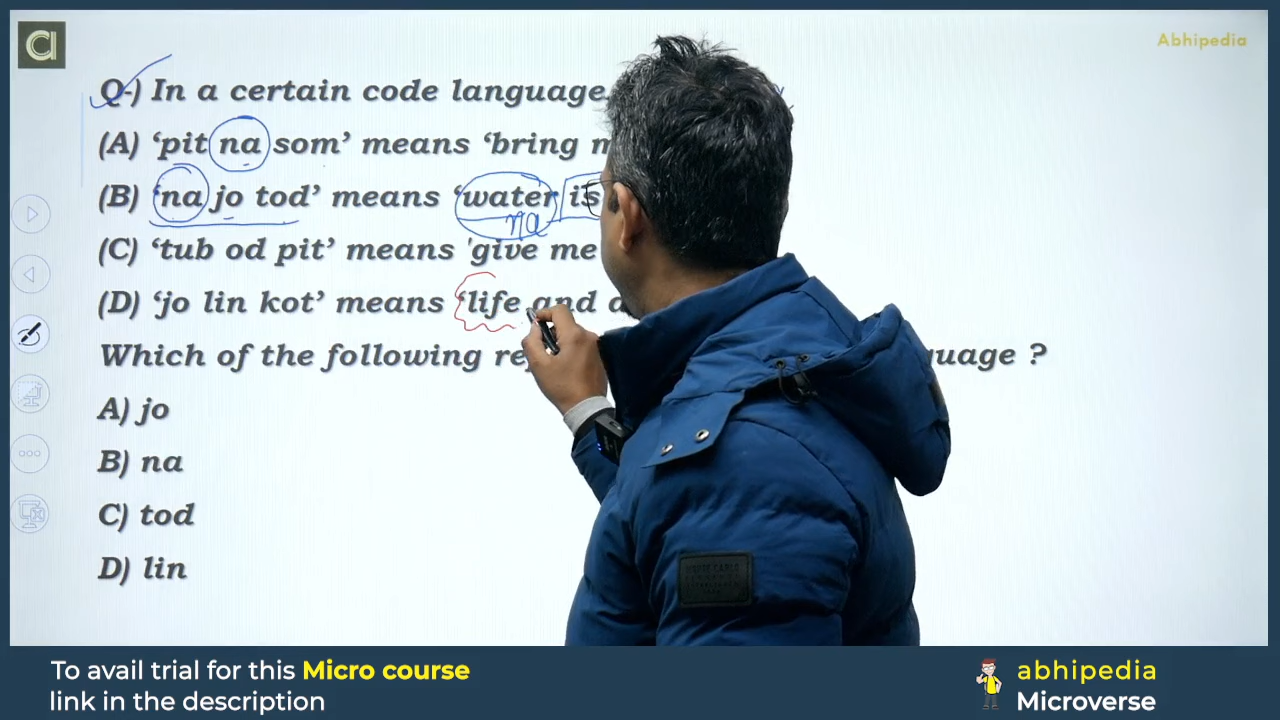 Abhipedia
Q-) In a certain code language
(A) ‘pit na som’ means ‘bring
(B) ‘na jo tod’ means ‘water is
na
(C) ‘tub od pit’ means 'give me
(D) ‘jo lin kot’ means ‘life and
Which of the following guage ?
A) jo
B) na
C) tod
D) lin
To avail trial for this Micro course
link in the description
abhipedia
Microverse